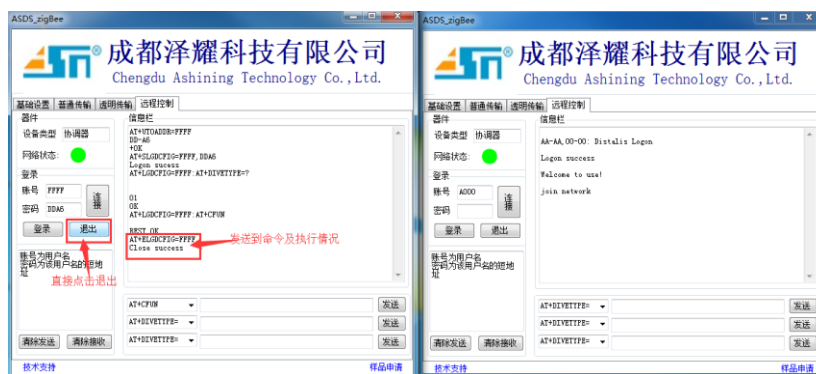 ASDS_zigBee
成都泽耀科技有限公司
Chengdu Ashining Technology Co.,Ltd.
基础设置 普通传输 透明传输 远程控制
器件
设备类型 协调器
网络状态:
登录
账号 FFFF
密码 DDA6
连接
登录 退出
账号为用户名
密码为该用户名的短地
址
直接点击退出
清除发送 清除接收
信息栏
AT+UTOADDR=FFFF
DD-A6
+OK
AT+SLGDCFIG=FFFF,DDA6
Logon sucess
AT+LGDCFIG=FFFF:AT+DIVETYPE=?
01
OK
AT+LGDCFIG=FFFF:AT+CFUN
REST OK
AT+ELGDCFIG=FFFF
Close success
发送到命令及执行情况
AT+CFUN 发送
AT+DIVETYPE= 发送
AT+DIVETYPE= 发送
技术支持 样品申请
ASDS_zigBee
成都泽耀科技有限公司
Chengdu Ashining Technology Co.,Ltd.
基础设置 普通传输 透明传输 远程控制
器件
设备类型 协调器
网络状态:
登录
账号 A000
密码
连接
登录 退出
账号为用户名
密码为该用户名的短地
址
清除发送 清除接收
信息栏
AA-AA,00-00: Distalis Logon
Logon success
Welcome to use!
join network
AT+DIVETYPE= 发送
AT+DIVETYPE= 发送
AT+DIVETYPE= 发送
技术支持 样品申请